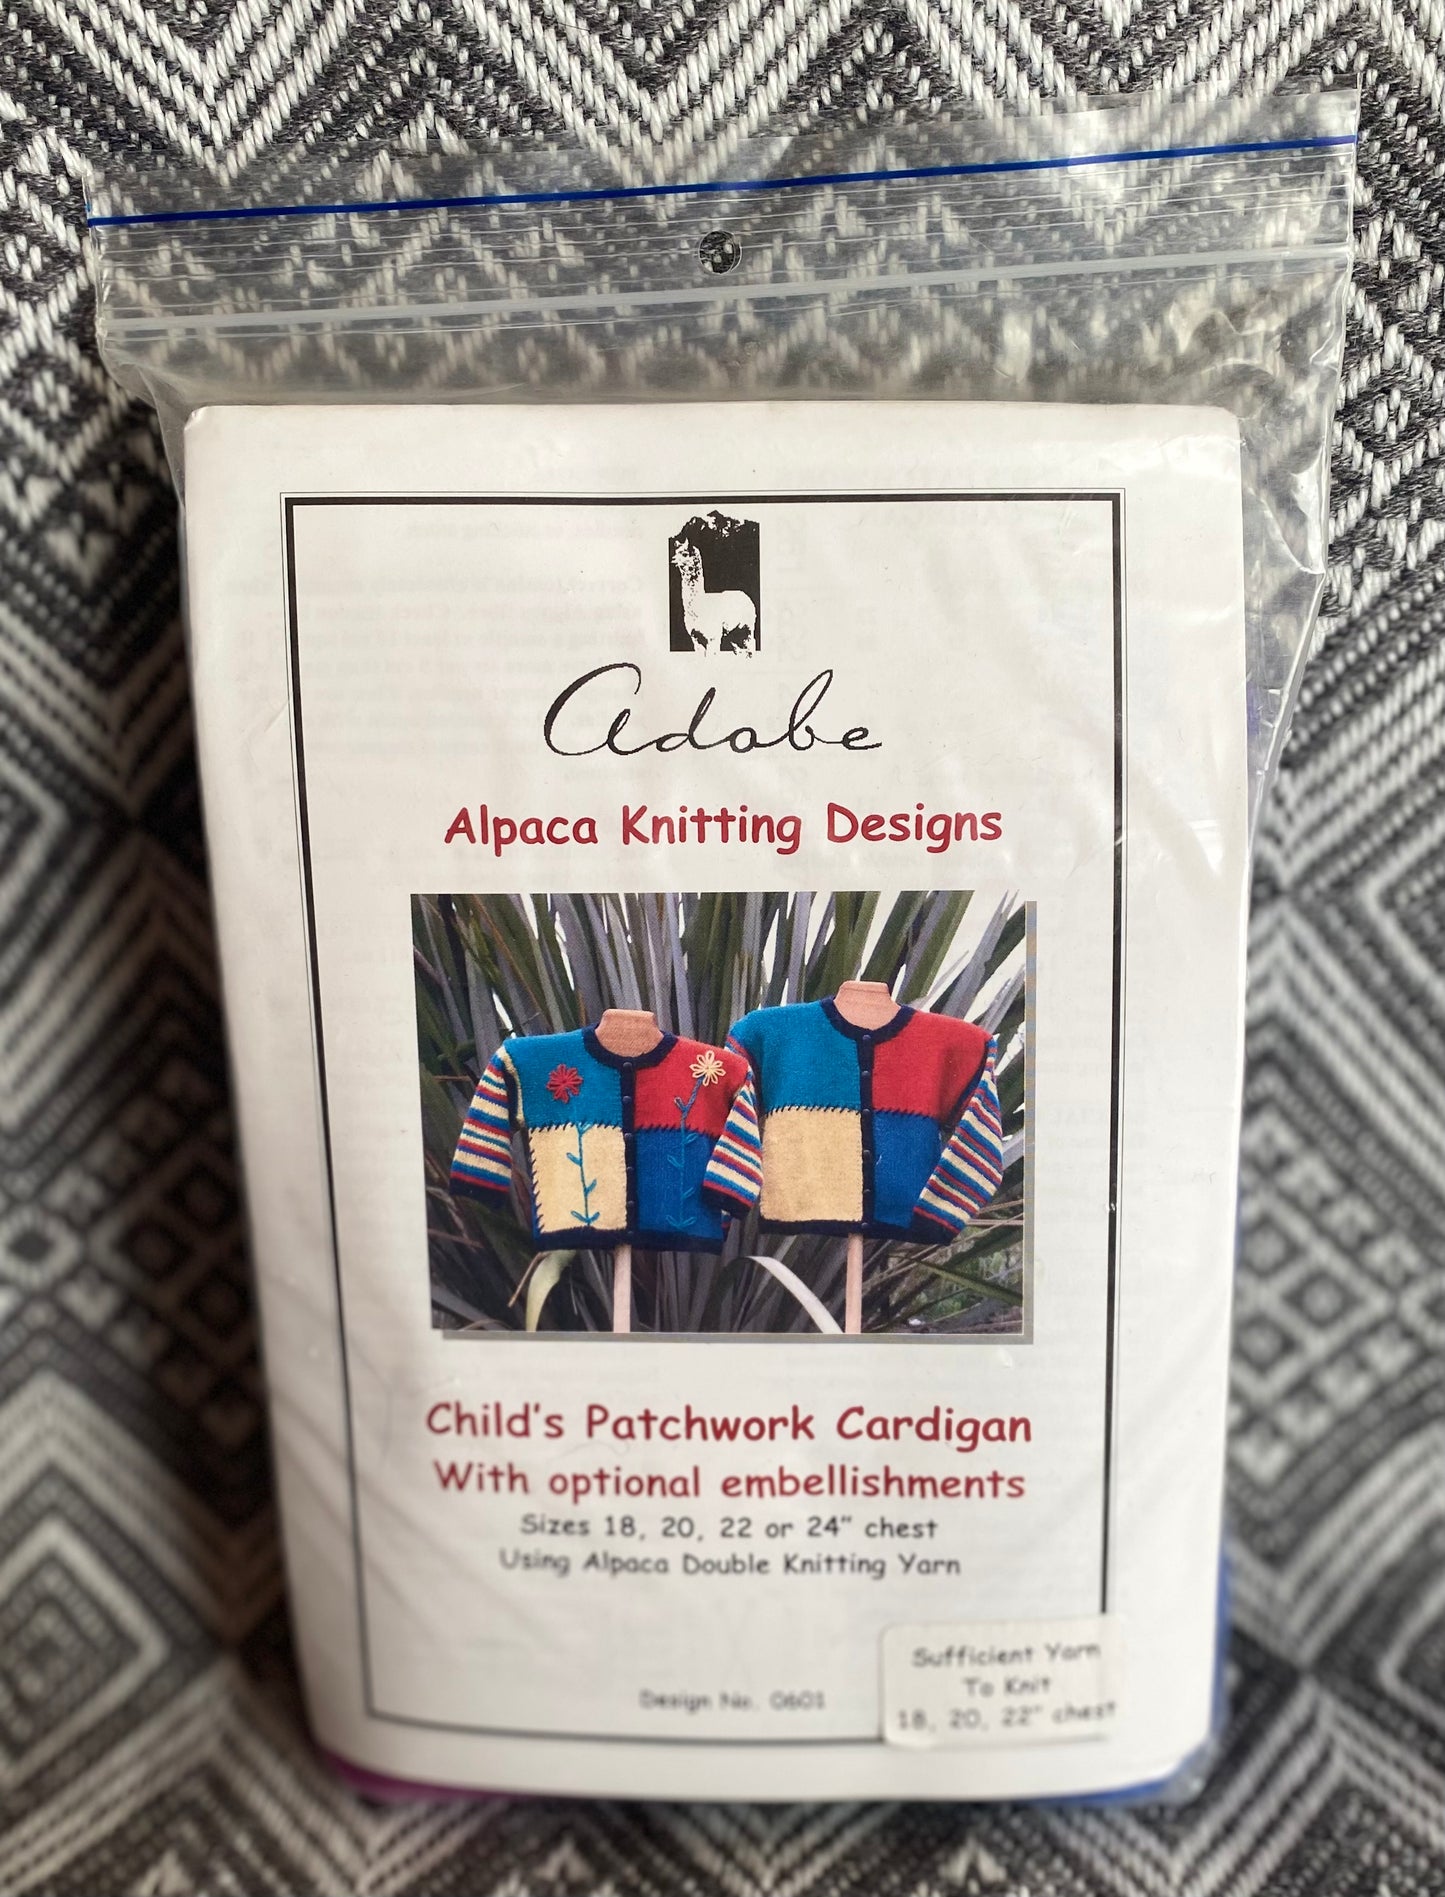 adobe
Alpaca Knitting Designs
Child's Patchwork Cardigan
With optional embellishments
Sizes 18, 20, 22 or 24" chest
Using Alpaca Double Knitting Yarn
Design No. 0601
Sufficient Yarn
To Knit
18, 20, 22" chest